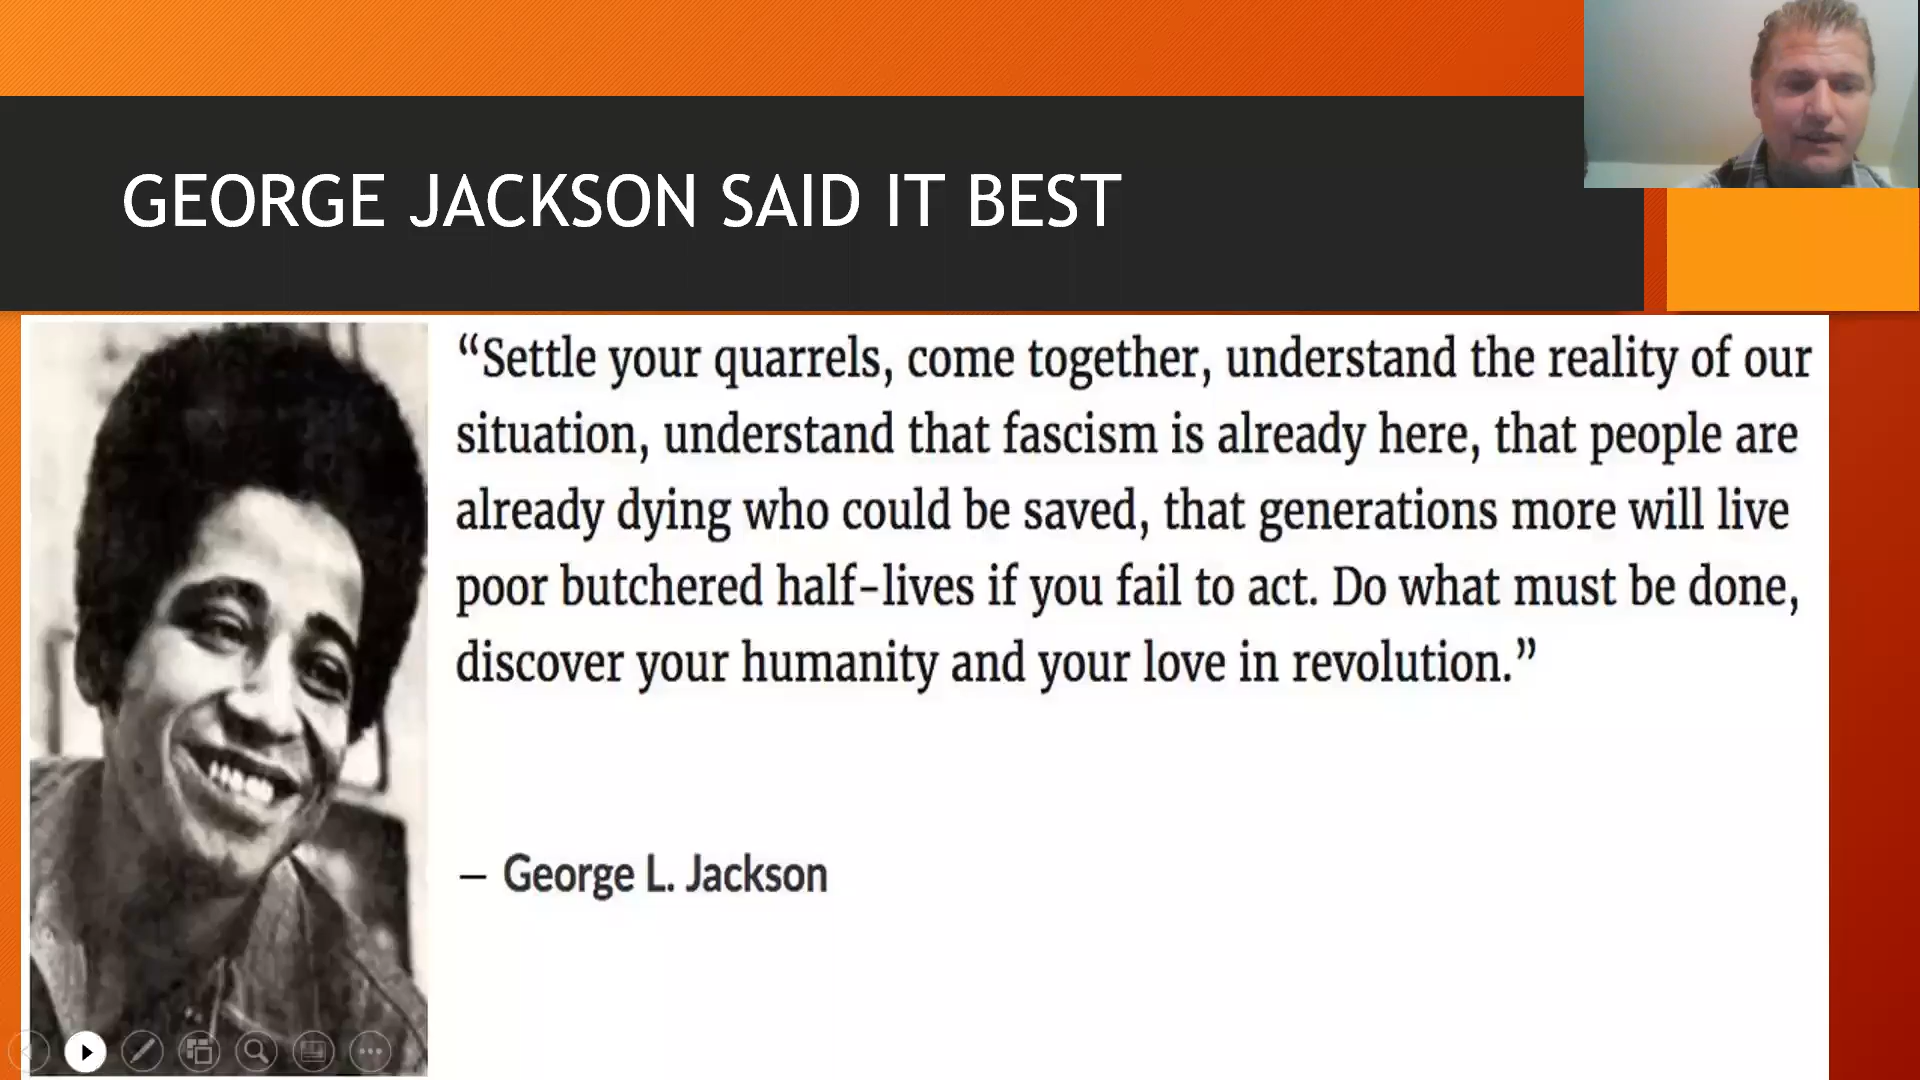 GEORGE JACKSON SAID IT BEST
“Settle your quarrels, come together, understand the reality of our
situation, understand that fascism is already here, that people are
already dying who could be saved, that generations more will live
poor butchered half-lives if you fail to act. Do what must be done,
discover your humanity and your love in revolution.”
— George L. Jackson